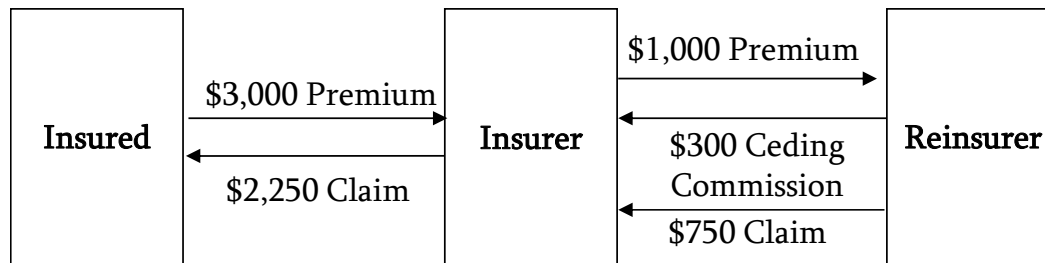 Insured
$3,000 Premium
$2,250 Claim
Insurer
$1,000 Premium
$300 Ceding
Commission
$750 Claim
Reinsurer